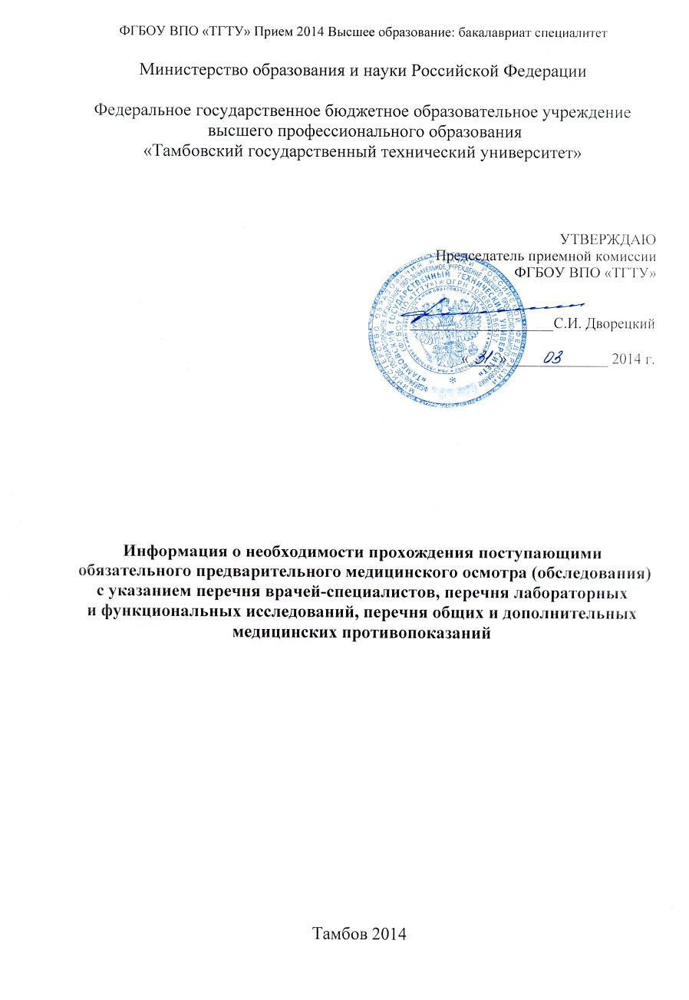 ФГБОУ ВПО «ТГТУ» Прием 2014 Высшее образование: бакалавриат специалитет
Министерство образования и науки Российской Федерации
Федеральное государственное бюджетное образовательное учреждение
высшего профессионального образования
«Тамбовский государственный технический университет»
УТВЕРЖДАЮ
Председатель приемной комиссии
ФГБОУ ВПО «ТГТУ»
С.И. Дворецкий
«31» 03 2014 г.
Информация о необходимости прохождения поступающими
обязательного предварительного медицинского осмотра (обследования)
с указанием перечня врачей-специалистов, перечня лабораторных
и функциональных исследований, перечня общих и дополнительных
медицинских противопоказаний
Тамбов 2014